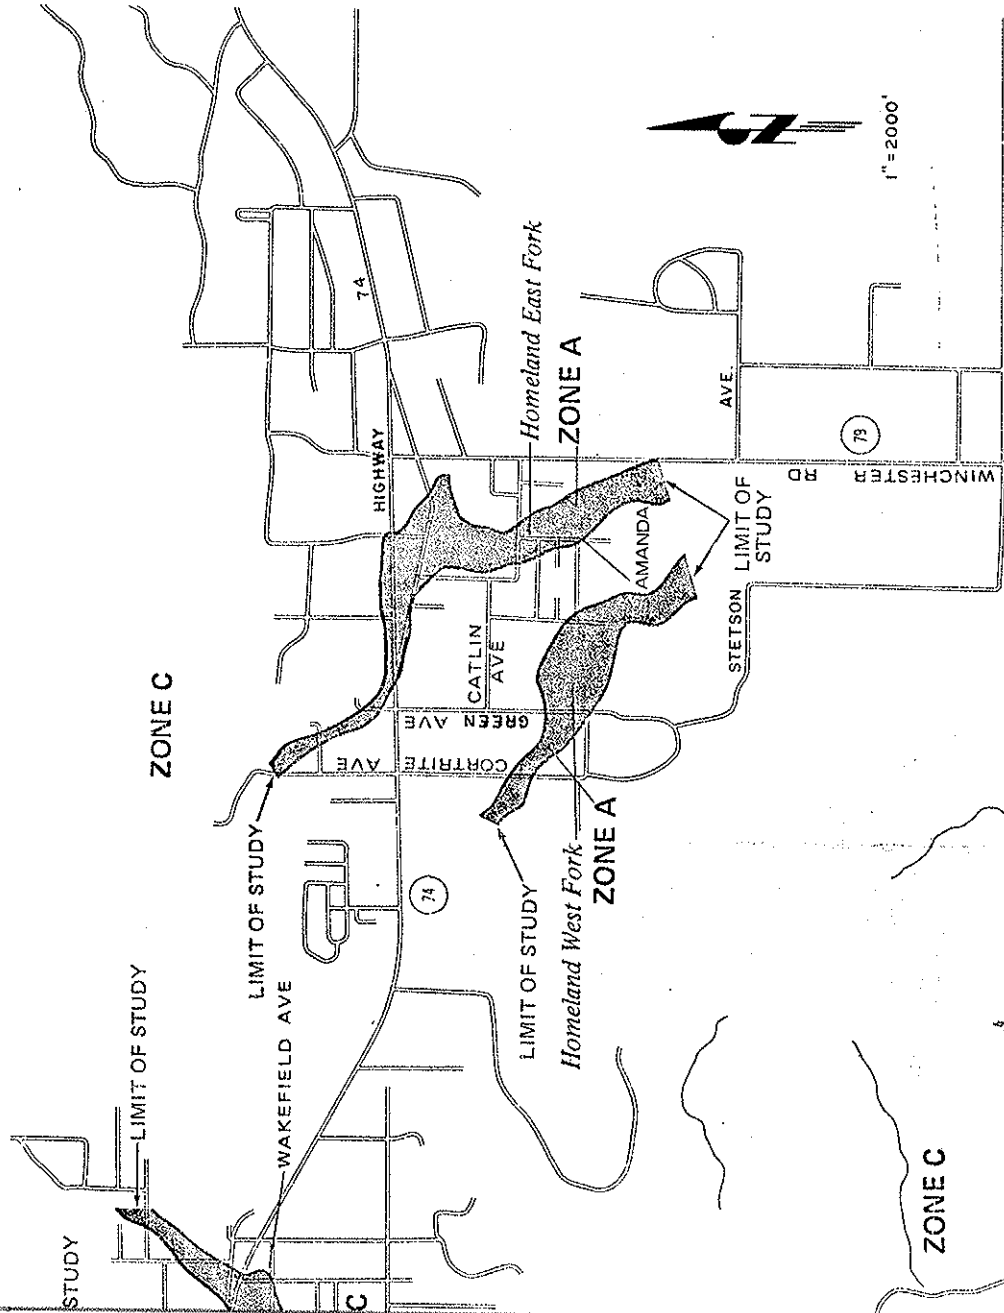 STUDY
LIMIT OF STUDY
WAKEFIELD AVE
C
ZONE C
LIMIT OF STUDY
74
HIGHWAY
74
CORTRITE AVE
GREEN AVE
CATLIN
AVE
LIMIT OF STUDY
Homeland West Fork
ZONE A
Homeland East Fork
ZONE A
AMANDA
LIMIT OF
STUDY
STETSON
AVE.
79
WINCHESTER RD
N
1" = 2000'
ZONE C